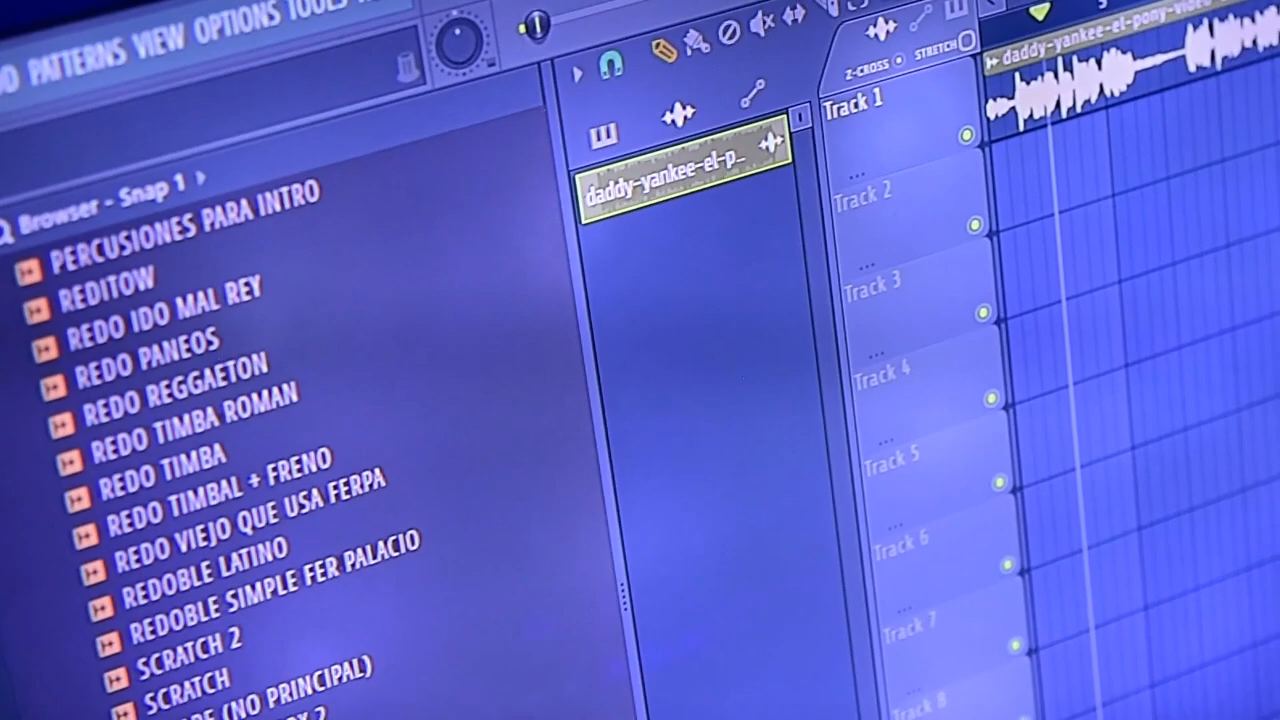 PATTERNS VIEW OPTIONS TOOLS
Browser - Snap 1
PERCUSIONES PARA INTRO
REDITOW
REDO IDO MAL REY
REDO PANEOS
REDO REGGAETON
REDO TIMBA ROMAN
REDO TIMBA
REDO TIMBAL + FRENO
REDO VIEJO QUE USA FERPA
REDOBLE LATINO
REDOBLE SIMPLE FER PALACIO
SCRATCH 2
SCRATCH
(NO PRINCIPAL)
daddy-yankee-el-p...
Z-CROSS
STRETCH
daddy-yankee-el-pony-video
Track 1
Track 2
Track 3
Track 4
Track 5
Track 6
Track 7
Track 8